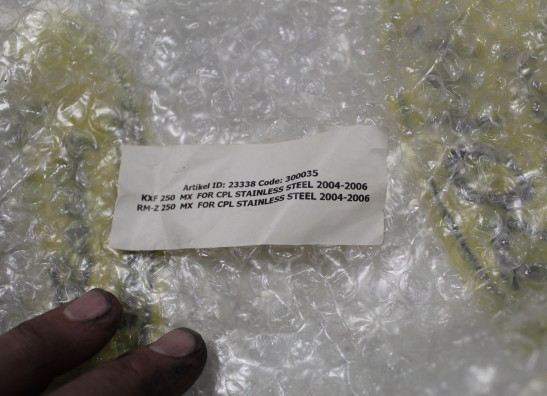 Artikel ID: 23338 Code: 300035
KXF 250 MX FOR CPL STAINLESS STEEL 2004-2006
RM-Z 250 MX FOR CPL STAINLESS STEEL 2004-2006